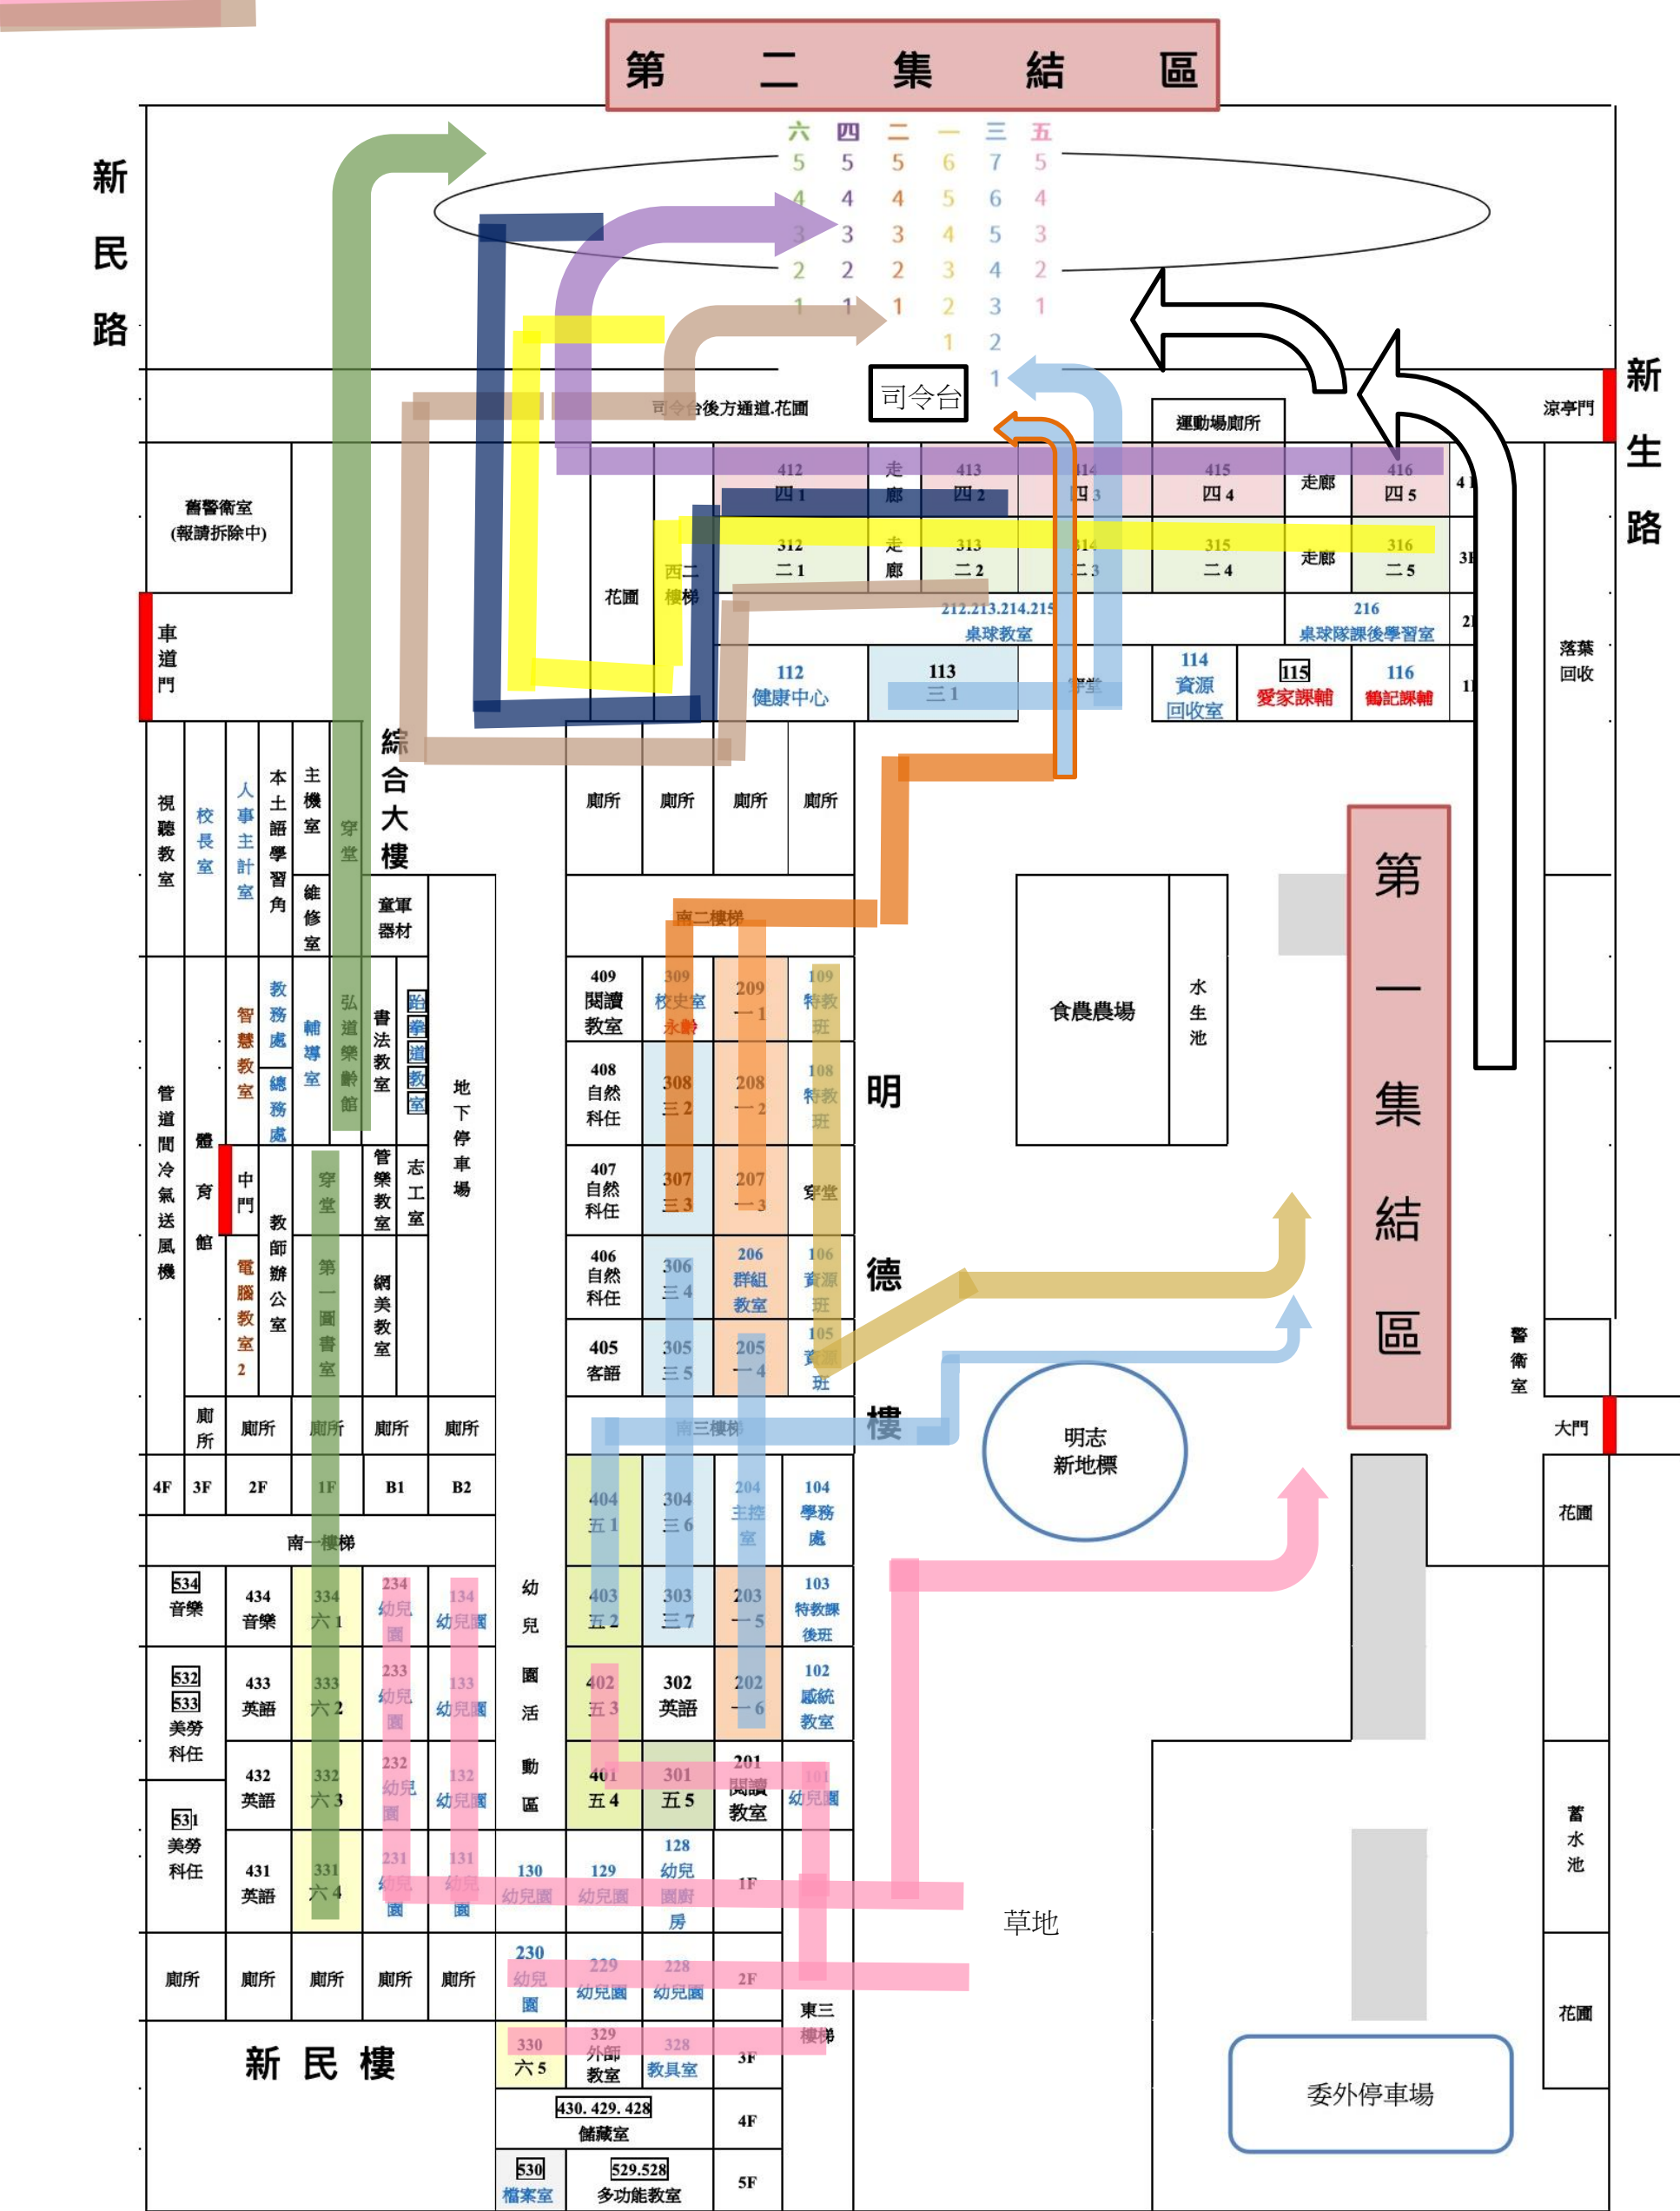 第二集結區
六 四 二 一 三 五
5 5 5 6 7 5
4 4 4 5 6 4
3 3 3 4 5 3
2 2 2 3 4 2
1 1 1 2 3 1
1 2
1
新民路
新生路
司令台
司令台後方通道.花圃
運動場廁所
涼亭門
舊警衛室
(報請拆除中)
車道門
花圃
西二樓梯
412
四1
走廊
413
四2
414
四3
415
四4
走廊
416
四5
312
二1
走廊
313
二2
314
二3
315
二4
走廊
316
二5
212.213.214.215
桌球教室
216
桌球隊課後學習室
112
健康中心
113
三1
穿堂
114
資源
回收室
115
愛家課輔
116
鶴記課輔
落葉
回收
視聽教室
校長室
人事主計室
本土語學習角
主機室
維修室
穿堂
綜合大樓
童軍
器材
廁所
廁所
廁所
廁所
南二樓梯
第一集結區
食農農場
水生池
管道間冷氣送風機
體育館
智慧教室
教務處
總務處
輔導室
弘道樂齡館
書法教室
跆拳道教室
地下停車場
中門
教師辦公室
穿堂
管樂教室
志工室
電腦教室2
第一圖書室
網美教室
409
閱讀
教室
309
校史室
永齡
209
一1
109
特教
班
408
自然
科任
308
三2
208
一2
108
特教
班
407
自然
科任
307
三3
207
一3
穿堂
406
自然
科任
306
三4
206
群組
教室
106
資源
班
405
客語
305
三5
205
一4
105
資源
班
明德樓
警衛室
大門
廁所
廁所
廁所
廁所
廁所
南三樓梯
明志
新地標
4F
3F
2F
1F
B1
B2
南一樓梯
404
五1
304
三6
204
主控
室
104
學務
處
花圃
534
音樂
434
音樂
334
六1
234
幼兒
園
134
幼兒園
幼兒園活動區
403
五2
303
三7
203
一5
103
特教課
後班
532
533
美勞
科任
433
英語
333
六2
233
幼兒
園
133
幼兒園
402
五3
302
英語
202
一6
102
感統
教室
432
英語
332
六3
232
幼兒
園
132
幼兒園
401
五4
301
五5
201
閱讀
教室
101
幼兒園
531
美勞
科任
431
英語
331
六4
231
幼兒
園
131
幼兒
園
130
幼兒園
129
幼兒園
128
幼兒
園廚
房
1F
草地
蓄水池
廁所
廁所
廁所
廁所
廁所
230
幼兒
園
229
幼兒園
228
幼兒園
2F
東三
樓梯
花圃
新民樓
330
六5
329
外師
教室
328
教具室
3F
委外停車場
430. 429. 428
儲藏室
4F
530
檔案室
529.528
多功能教室
5F